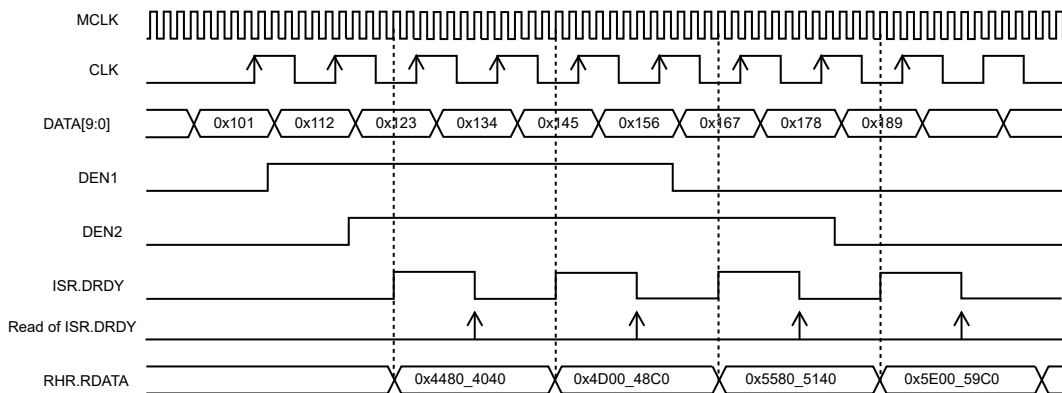 MCLK
CLK
DATA[9:0] 0x101 0x112 0x123 0x134 0x145 0x156 0x167 0x178 0x189
DEN1
DEN2
ISR.DRDY
Read of ISR.DRDY
RHR.RDATA 0x4480_4040 0x4D00_48C0 0x5580_5140 0x5E00_59C0